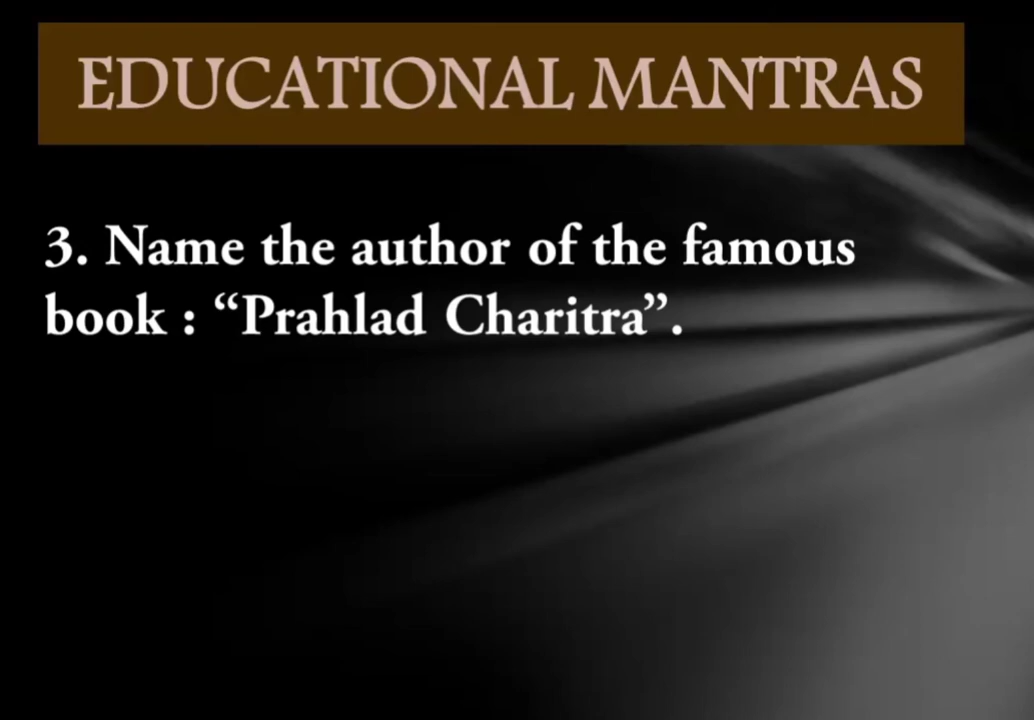 EDUCATIONAL MANTRAS
3. Name the author of the famous
book : “Prahlad Charitra”.